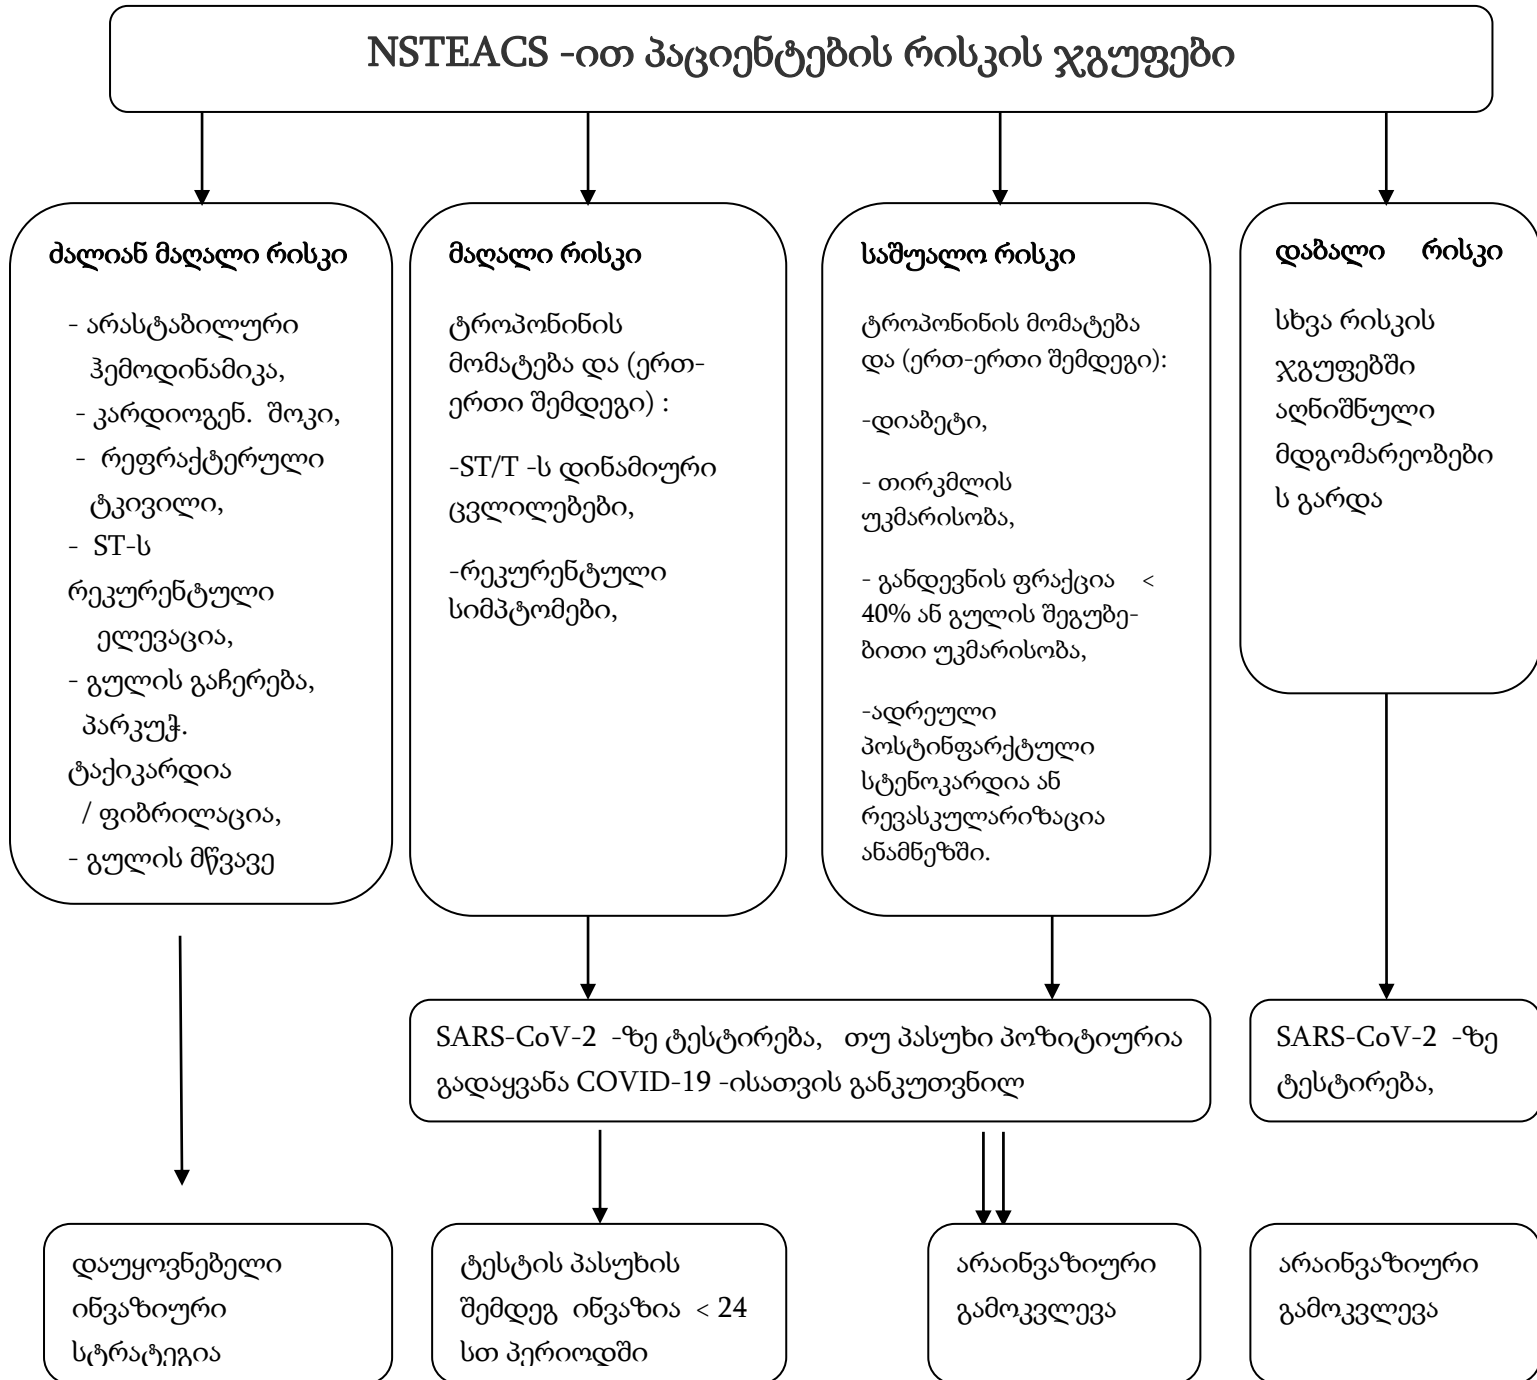 NSTEACS -ით პაციენტების რისკის ჯგუფები
ძალიან მაღალი რისკი
- არასტაბილური
ჰემოდინამიკა,
- კარდიოგენ. შოკი,
- რეფრაქტერული
ტკივილი,
- ST-ს
რეკურენტული
ელევაცია,
- გულის გაჩერება,
პარკუჭ.
ტაქიკარდია
/ ფიბრილაცია,
- გულის მწვავე
მაღალი რისკი
ტროპონინის
მომატება და (ერთ-
ერთი შემდეგი) :
-ST/T -ს დინამიური
ცვლილებები,
-რეკურენტული
სიმპტომები,
საშუალო რისკი
ტროპონინის მომატება
და (ერთ-ერთი შემდეგი):
-დიაბეტი,
- თირკმლის
უკმარისობა,
- განდევნის ფრაქცია <
40% ან გულის შეგუბე-
ბითი უკმარისობა,
-ადრეული
პოსტინფარქტული
სტენოკარდია ან
რევასკულარიზაცია
ანამნეზში.
დაბალი რისკი
სხვა რისკის
ჯგუფებში
აღნიშნული
მდგომარეობები
ს გარდა
SARS-CoV-2 -ზე ტესტირება, თუ პასუხი პოზიტიურია
გადაყვანა COVID-19 -ისათვის განკუთვნილ
SARS-CoV-2 -ზე
ტესტირება,
დაუყოვნებელი
ინვაზიური
სტრატეგია
ტესტის პასუხის
შემდეგ ინვაზია < 24
სთ პერიოდში
არაინვაზიური
გამოკვლევა
არაინვაზიური
გამოკვლევა